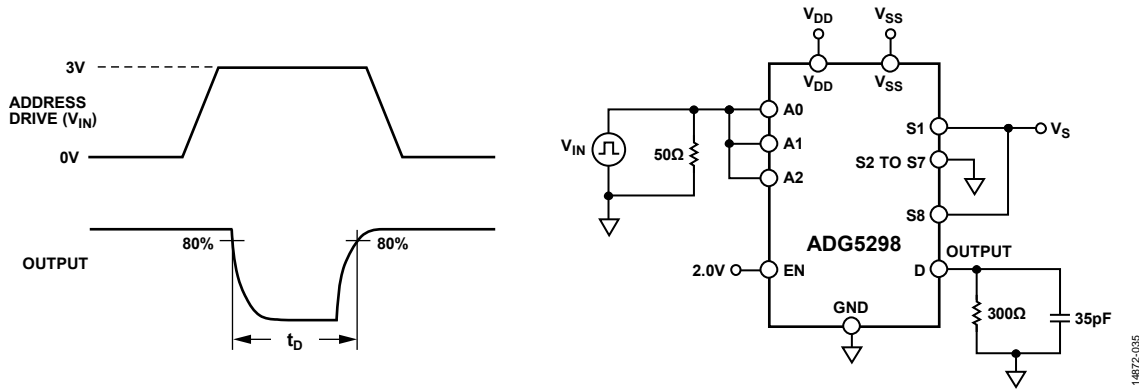 3V
ADDRESS
DRIVE (VIN)
0V
80%
80%
OUTPUT
tD
VDD
VSS
VDD
VSS
A0
A1
A2
VIN
50Ω
S1
VS
S2 TO S7
S8
ADG5298
OUTPUT
2.0V
EN
D
GND
300Ω
35pF
14872-035